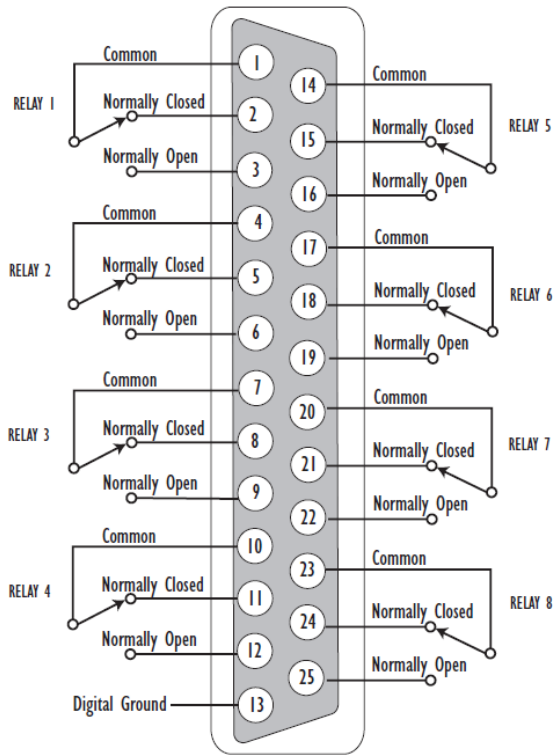 Common
1
RELAY 1
Normally Closed
2
Normally Open
3
Common
4
RELAY 2
Normally Closed
5
Normally Open
6
Common
7
RELAY 3
Normally Closed
8
Normally Open
9
Common
10
RELAY 4
Normally Closed
11
Normally Open
12
Digital Ground
13
14
Common
15
Normally Closed
RELAY 5
16
Normally Open
17
Common
18
Normally Closed
RELAY 6
19
Normally Open
20
Common
21
Normally Closed
RELAY 7
22
Normally Open
23
Common
24
Normally Closed
RELAY 8
25
Normally Open